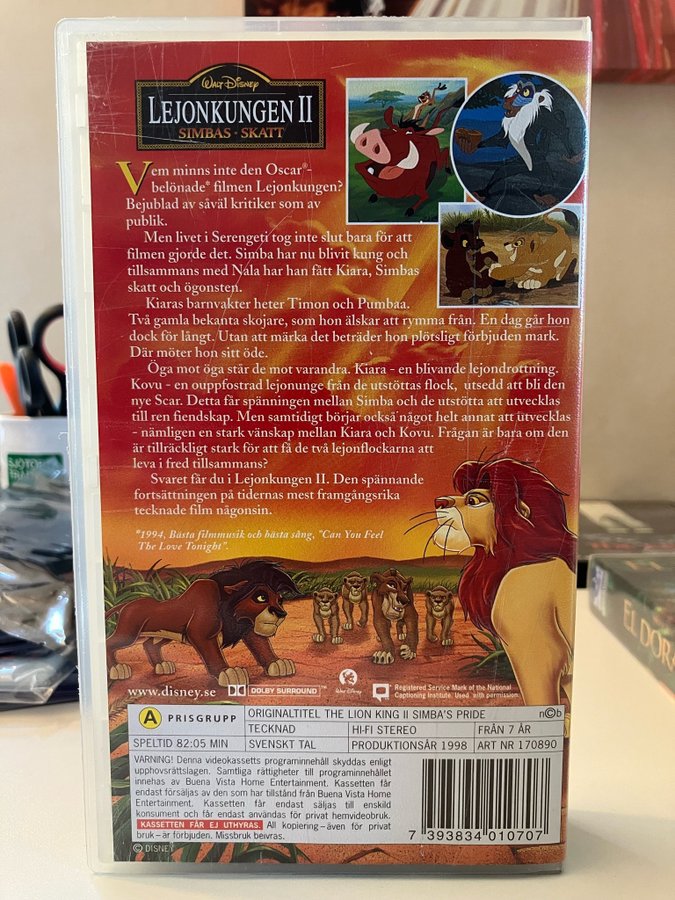 WALT DISNEY
LEJONKUNGEN II
SIMBAS · SKATT
Vem minns inte den Oscar®-
belönade* filmen Lejonkungen?
Bejublad av såväl kritiker som av
publik.
Men livet i Serengeti tog inte slut bara för att
filmen gjorde det. Simba har nu blivit kung och
tillsammans med Nala har han fått Kiara, Simbas
skatt och ögonsten.
Kiaras barnvakter heter Timon och Pumbaa.
Två gamla bekanta skojare, som hon älskar att rymma från. En dag går hon
dock för långt. Utan att märka det beträder hon plötsligt förbjuden mark.
Där möter hon sitt öde.
Öga mot öga står de mot varandra. Kiara - en blivande lejondrottning.
Kovu - en ouppfostrad lejonunge från de utstöttas flock, utsedd att bli den
nye Scar. Detta får spänningen mellan Simba och de utstötta att utvecklas
till ren fiendskap. Men samtidigt börjar också något helt annat att utvecklas
- nämligen en stark vänskap mellan Kiara och Kovu. Frågan är bara om den
är tillräckligt stark för att få de två lejonflockarna att
leva i fred tillsammans?
Svaret får du i Lejonkungen II. Den spännande
fortsättningen på tidernas mest framgångsrika
tecknade film någonsin.
*1994, Bästa filmmusik och bästa sång, "Can You Feel
The Love Tonight".
www.disney.se DOLBY SURROUND Walt Disney Registered Service Mark of the National
Captioning Institute. Used with permission.
A PRISGRUPP ORIGINALTITEL THE LION KING II SIMBA'S PRIDE n©b
TECKNAD HI-FI STEREO FRÅN 7 ÅR
SPELTID 82:05 MIN SVENSKT TAL PRODUKTIONSÅR 1998 ART NR 170890
VARNING! Denna videokassetts programinnehåll skyddas enligt
upphovsrättslagen. Samtliga rättigheter till programinnehållet
innehas av Buena Vista Home Entertainment. Kassetten får
endast försäljas av den som har tillstånd från Buena Vista Home
Entertainment. Kassetten får endast säljas till enskild
konsument och får endast användas för privat hemvideobruk.
KASSETTEN FÅR EJ UTHYRAS. All kopiering – även för privat
bruk – är förbjuden. Missbruk beivras.
© DISNEY
7 393834 010707
EL DORA